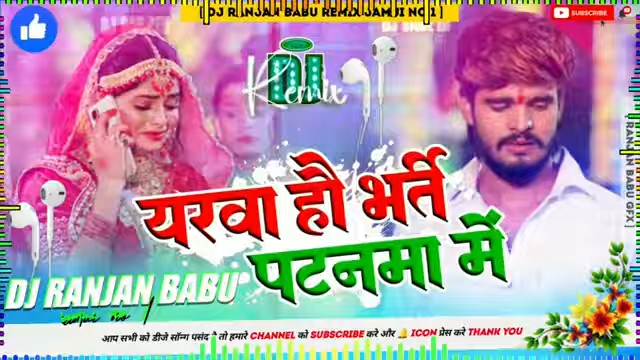 [ DJ RANJAN BABU REMIX JAMUI NO 1 ]
SUBSCRIBE
DJ
Remix
[ RANJAN BABU GFX ]
यरवा हौ भर्ती
पटनमा में
DJ RANJAN BABU
आप सभी को डीजे सॉन्ग पसंद है तो हमारे CHANNEL को SUBSCRIBE करे और 🔔 ICON प्रेस करे THANK YOU